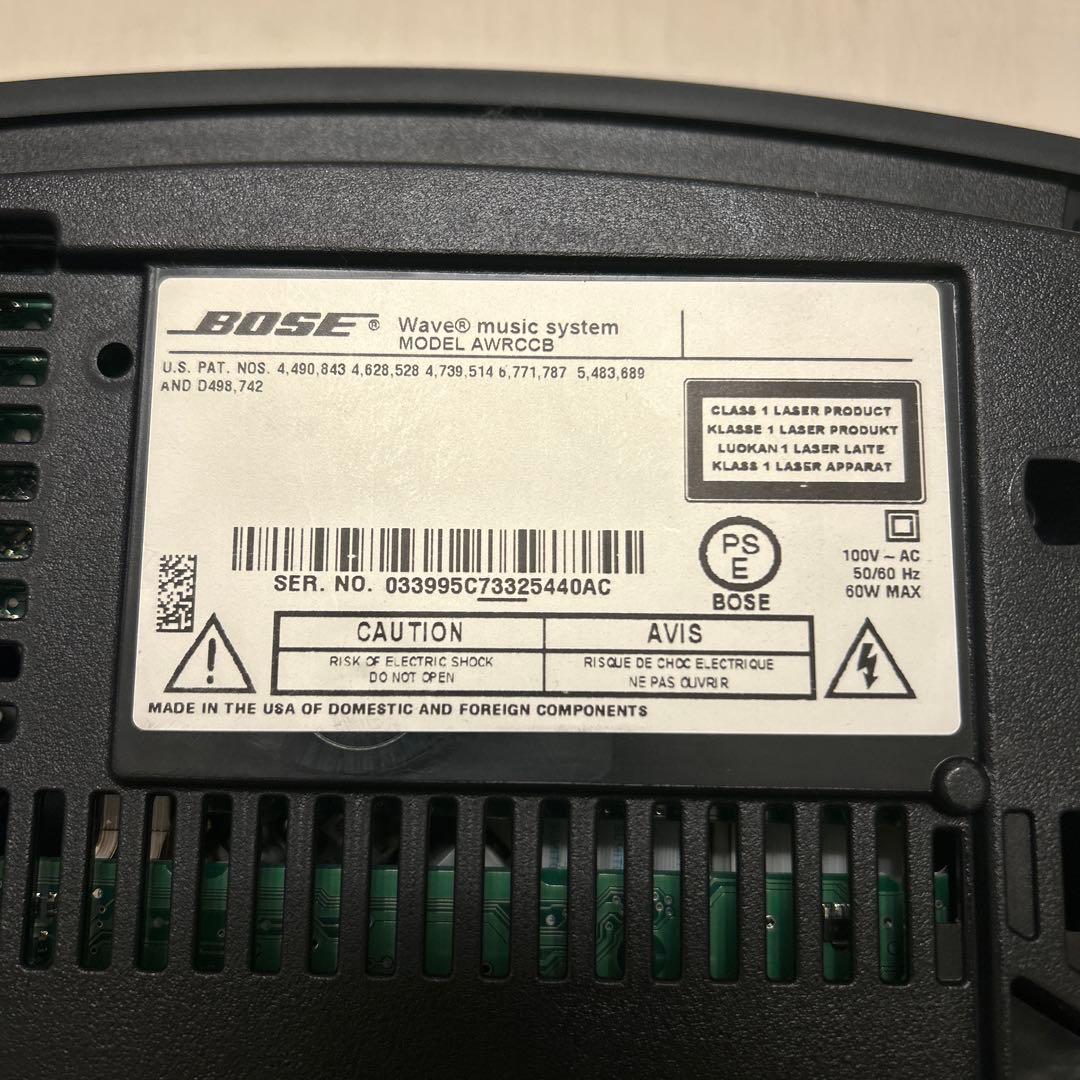 BOSE® Wave® music system
MODEL AWRCCB
U.S. PAT. NOS. 4,490,843 4,628,528 4,739,514 6,771,787 5,483,689
AND D498,742
CLASS 1 LASER PRODUCT
KLASSE 1 LASER PRODUKT
LUOKAN 1 LASER LAITE
KLASS 1 LASER APPARAT
SER. NO. 033995C73325440AC
PS
E
BOSE
100V ~ AC
50/60 Hz
60W MAX
CAUTION
RISK OF ELECTRIC SHOCK
DO NOT OPEN
AVIS
RISQUE DE CHOC ELECTRIQUE
NE PAS OUVRIR
MADE IN THE USA OF DOMESTIC AND FOREIGN COMPONENTS